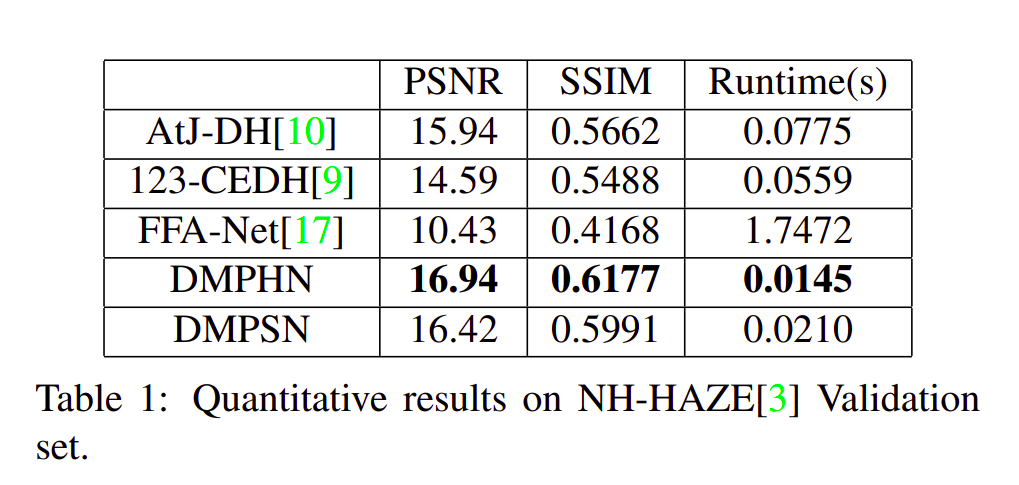 PSNR SSIM Runtime(s)
AtJ-DH[10] 15.94 0.5662 0.0775
123-CEDH[9] 14.59 0.5488 0.0559
FFA-Net[17] 10.43 0.4168 1.7472
DMPHN 16.94 0.6177 0.0145
DMPSN 16.42 0.5991 0.0210
Table 1: Quantitative results on NH-HAZE[3] Validation
set.